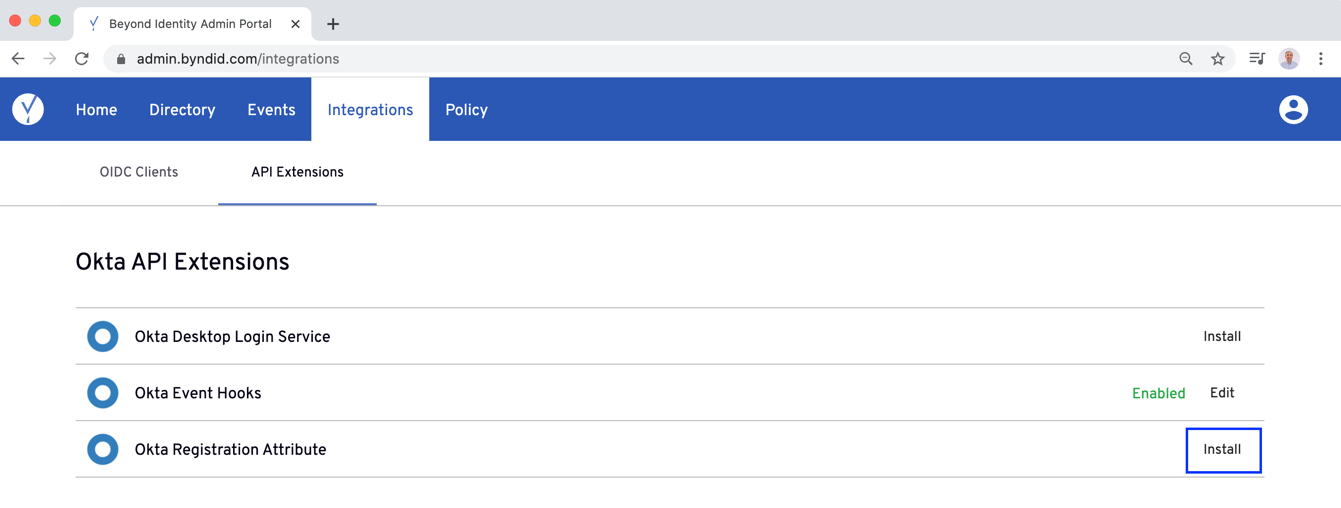 Beyond Identity Admin Portal
admin.byndid.com/integrations
Home Directory Events Integrations Policy
OIDC Clients API Extensions
Okta API Extensions
Okta Desktop Login Service Install
Okta Event Hooks Enabled Edit
Okta Registration Attribute Install